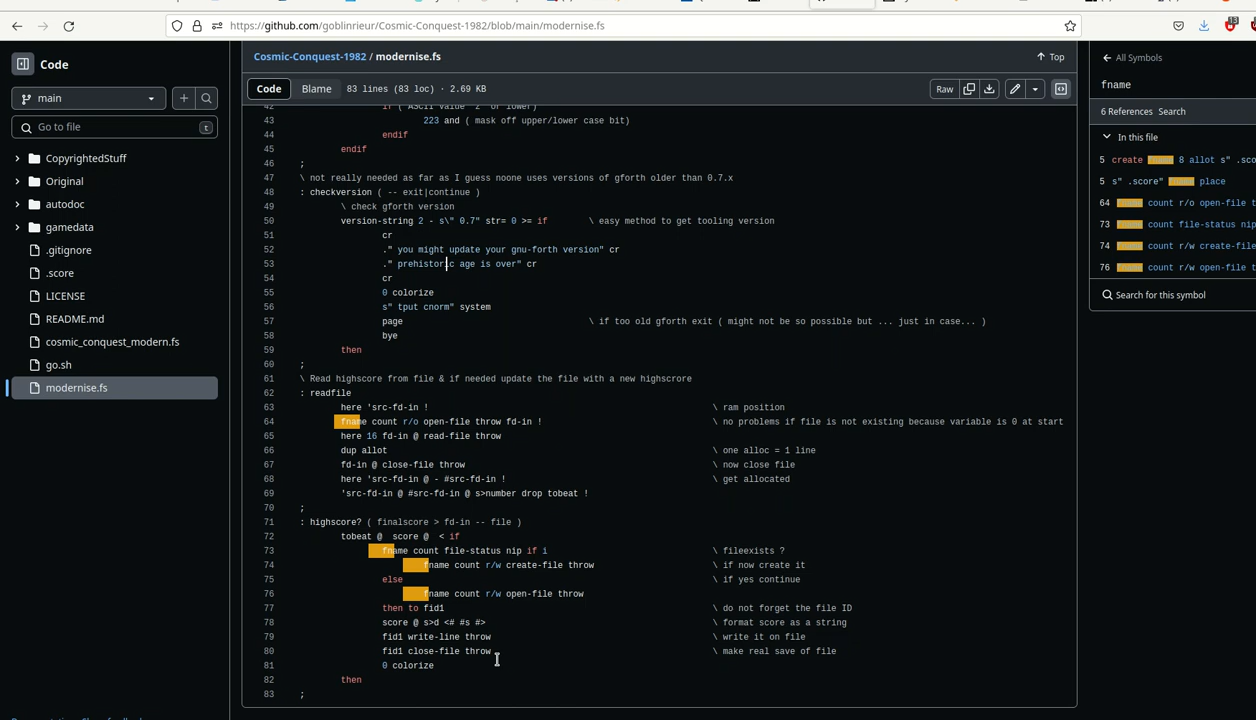 https://github.com/goblinrieur/Cosmic-Conquest-1982/blob/main/modernise.fs
13
Code
main
Go to file
t
CopyrightedStuff
Original
autodoc
gamedata
.gitignore
.score
LICENSE
README.md
cosmic_conquest_modern.fs
go.sh
modernise.fs
Cosmic-Conquest-1982 / modernise.fs
Top
Code Blame 83 lines (83 loc) · 2.69 KB
Raw
42 if ( ASCII value 'z' or lower)
43 223 and ( mask off upper/lower case bit)
44 endif
45 endif
46 ;
47 \ not really needed as far as I guess noone uses versions of gforth older than 0.7.x
48 : checkversion ( -- exit|continue )
49 \ check gforth version
50 version-string 2 - s\" 0.7" str= 0 >= if \ easy method to get tooling version
51 cr
52 ." you might update your gnu-forth version" cr
53 ." prehistoric age is over" cr
54 cr
55 0 colorize
56 s" tput cnorm" system
57 page \ if too old gforth exit ( might not be so possible but ... just in case... )
58 bye
59 then
60 ;
61 \ Read highscore from file & if needed update the file with a new highscrore
62 : readfile
63 here 'src-fd-in ! \ ram position
64 fname count r/o open-file throw fd-in ! \ no problems if file is not existing because variable is 0 at start
65 here 16 fd-in @ read-file throw
66 dup allot \ one alloc = 1 line
67 fd-in @ close-file throw \ now close file
68 here 'src-fd-in @ - #src-fd-in ! \ get allocated
69 'src-fd-in @ #src-fd-in @ s>number drop tobeat !
70 ;
71 : highscore? ( finalscore > fd-in -- file )
72 tobeat @ score @ < if
73 fname count file-status nip if i \ fileexists ?
74 fname count r/w create-file throw \ if now create it
75 else \ if yes continue
76 fname count r/w open-file throw
77 then to fid1 \ do not forget the file ID
78 score @ s>d <# #s #> \ format score as a string
79 fid1 write-line throw \ write it on file
80 fid1 close-file throw \ make real save of file
81 0 colorize
82 then
83 ;
All Symbols
fname
6 References Search
In this file
5 create fname 8 allot s" .sco
5 s" .score" fname place
64 fname count r/o open-file t
73 fname count file-status nip
74 fname count r/w create-file
76 fname count r/w open-file t
Search for this symbol